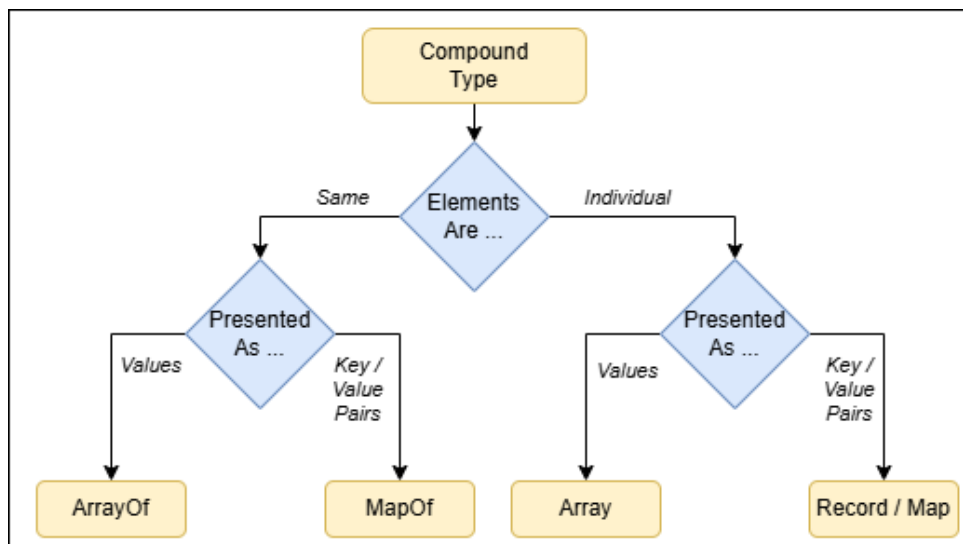 Compound
Type
Elements
Are ...
Same
Individual
Presented
As ...
Presented
As ...
Values
Key /
Value
Pairs
Values
Key /
Value
Pairs
ArrayOf
MapOf
Array
Record / Map